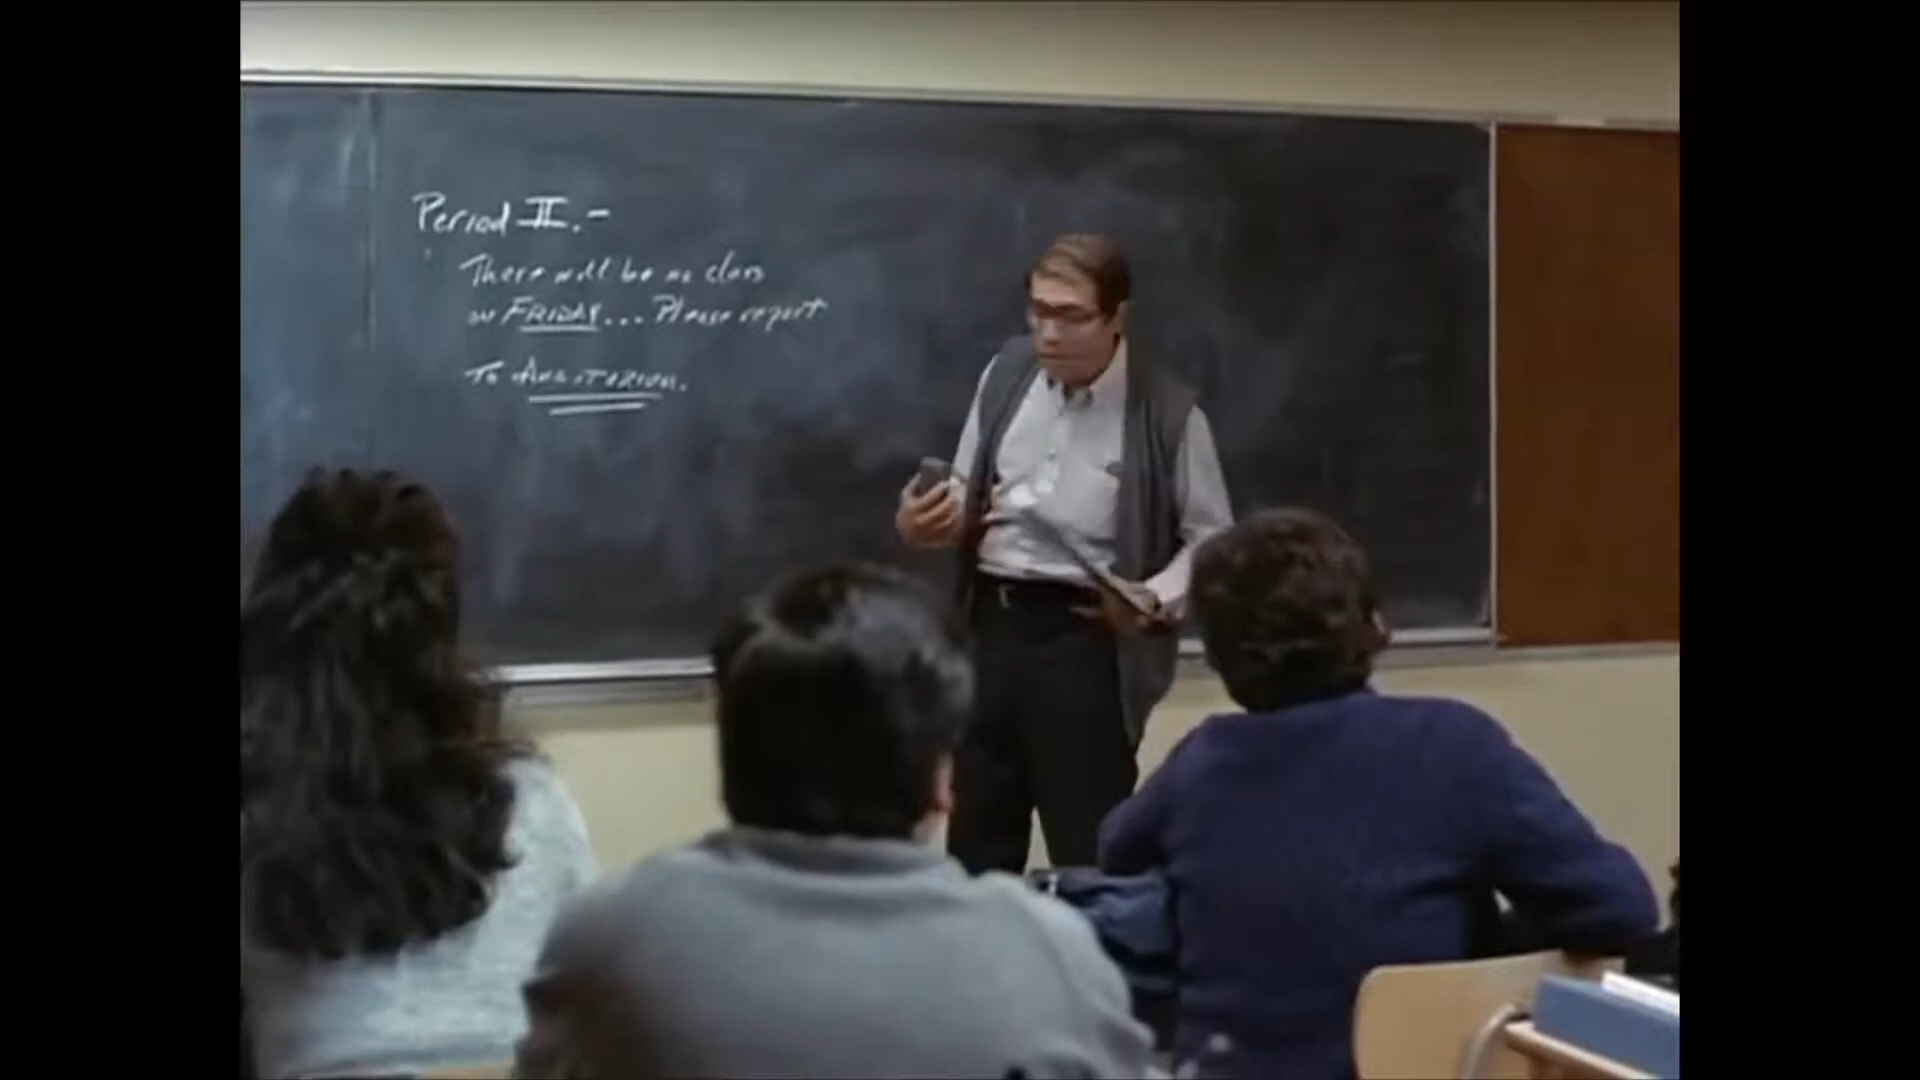 Period II.-
There will be no class
on FRIDAY... Please report
To AUDITORIUM.